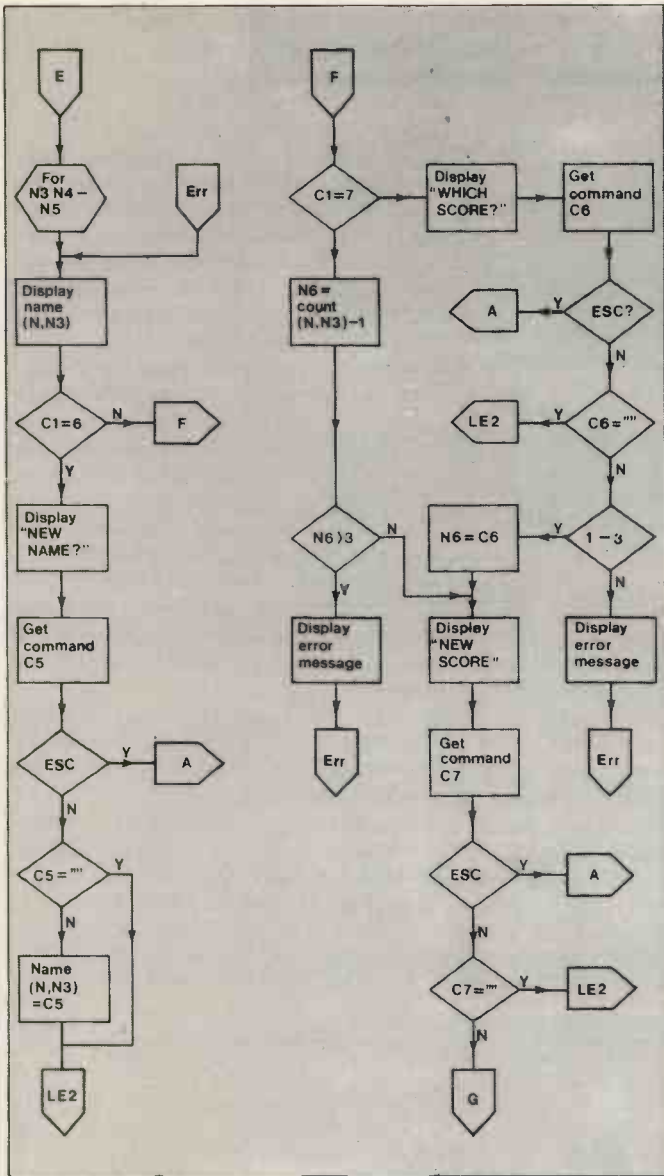 E
For
N3 N4 –
N5
Err
Display
name
(N,N3)
C1=6
N
F
Y
Display
"NEW
NAME?"
Get
command
C5
ESC
Y
A
N
C5=""
Y
N
Name
(N,N3)
=C5
LE2
F
C1=7
Display
"WHICH
SCORE?"
Get
command
C6
N6=
count
(N.N3)–1
A
Y
ESC?
N
LE2
Y
C6=""
N
N6>3
N
N6=C6
Y
1 – 3
Y
N
Display
error
message
Display
"NEW
SCORE"
Display
error
message
Err
Get
command
C7
Err
ESC
Y
A
N
C7=""
Y
LE2
N
G